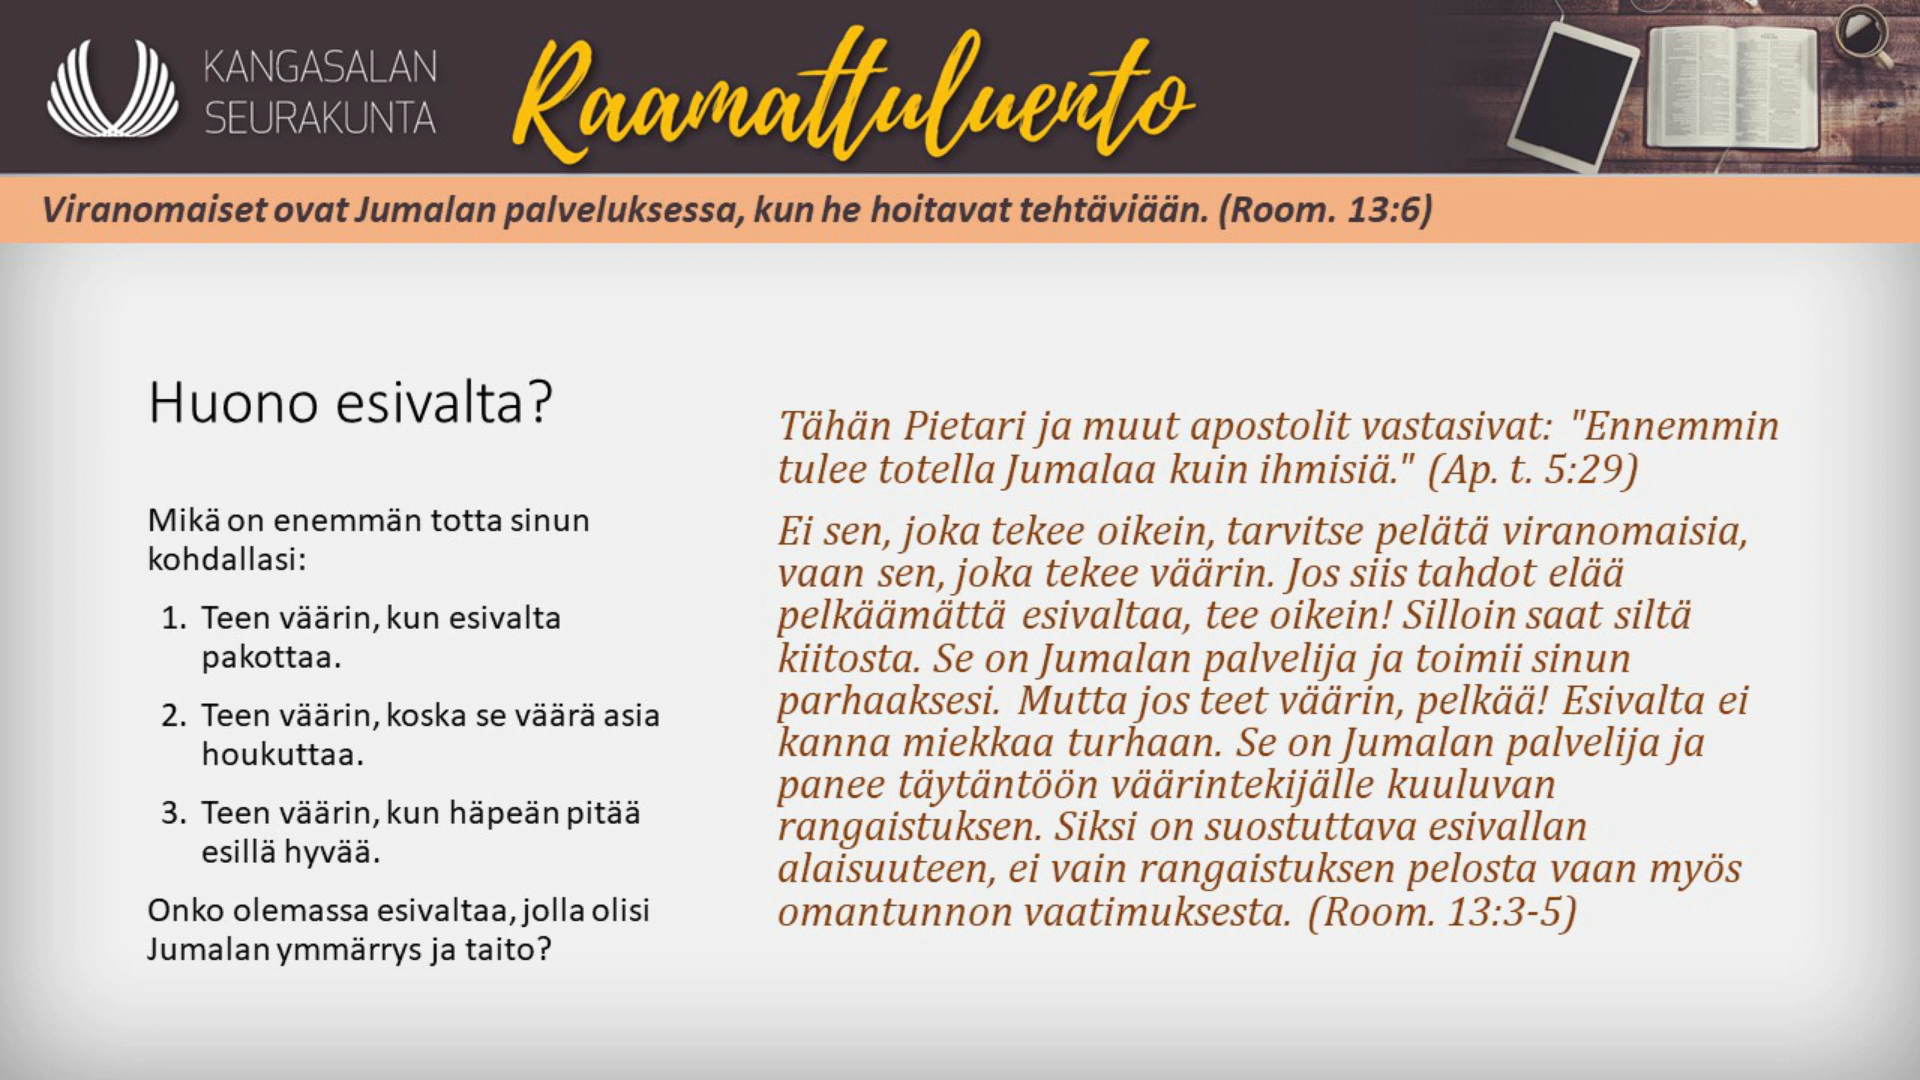 KANGASALAN
SEURAKUNTA
Raamattuluento
Viranomaiset ovat Jumalan palveluksessa, kun he hoitavat tehtäviään. (Room. 13:6)
Huono esivalta?
Mikä on enemmän totta sinun
kohdallasi:
1. Teen väärin, kun esivalta
pakottaa.
2. Teen väärin, koska se väärä asia
houkuttaa.
3. Teen väärin, kun häpeän pitää
esillä hyvää.
Onko olemassa esivaltaa, jolla olisi
Jumalan ymmärrys ja taito?
Tähän Pietari ja muut apostolit vastasivat: "Ennemmin
tulee totella Jumalaa kuin ihmisiä." (Ap. t. 5:29)
Ei sen, joka tekee oikein, tarvitse pelätä viranomaisia,
vaan sen, joka tekee väärin. Jos siis tahdot elää
pelkäämättä esivaltaa, tee oikein! Silloin saat siltä
kiitosta. Se on Jumalan palvelija ja toimii sinun
parhaaksesi. Mutta jos teet väärin, pelkää! Esivalta ei
kanna miekkaa turhaan. Se on Jumalan palvelija ja
panee täytäntöön väärintekijälle kuuluvan
rangaistuksen. Siksi on suostuttava esivallan
alaisuuteen, ei vain rangaistuksen pelosta vaan myös
omantunnon vaatimuksesta. (Room. 13:3-5)